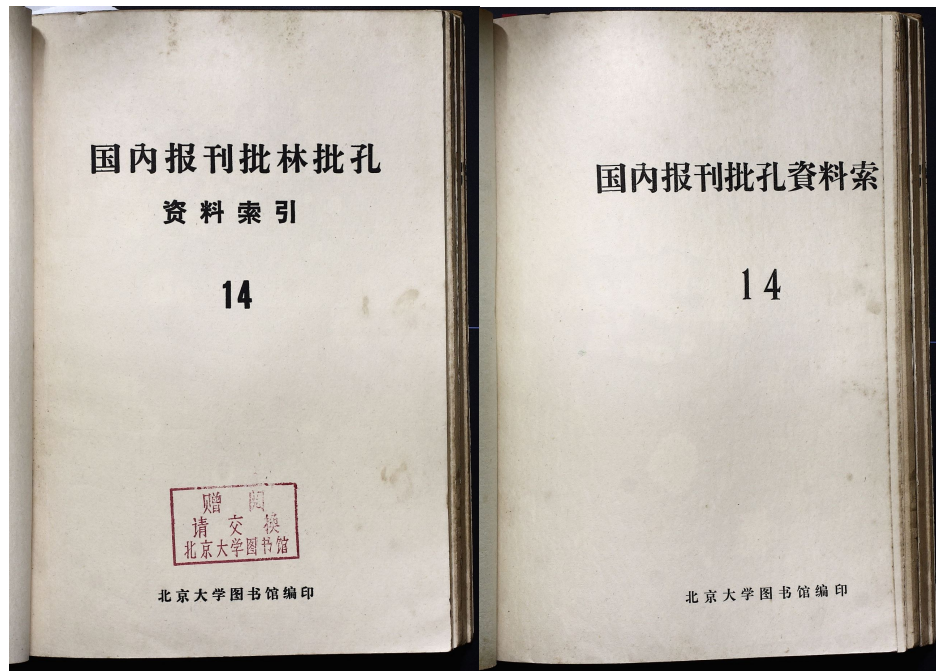 国内报刊批林批孔
资料索引
14
赠阅
请交换
北京大学图书馆
北京大学图书馆编印
国内报刊批孔資料索
14
北京大学图书馆编印